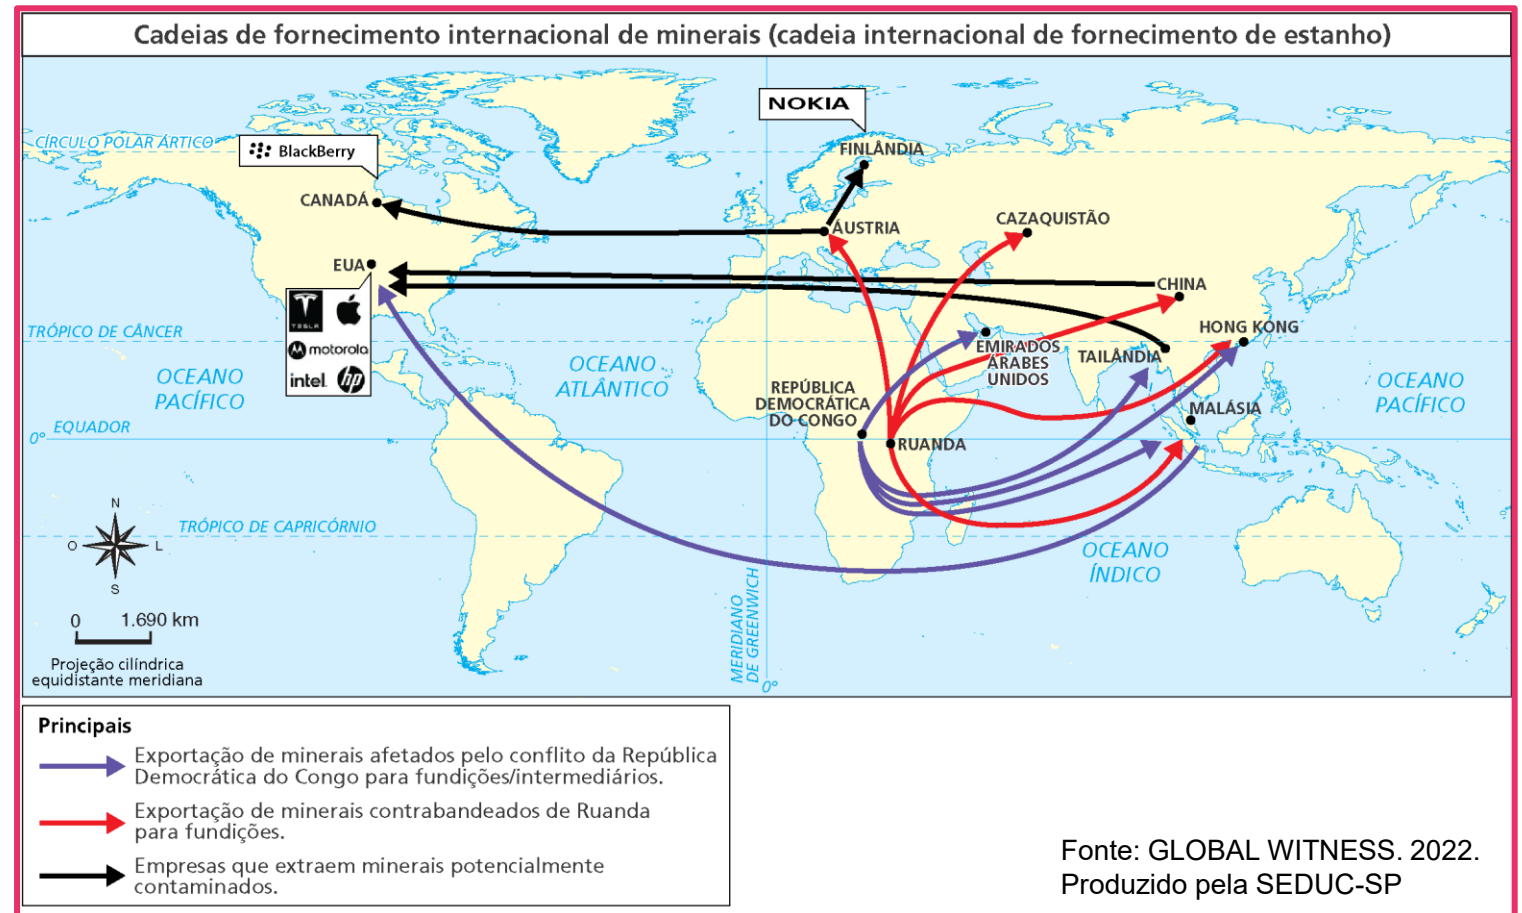 Cadeias de fornecimento internacional de minerais (cadeia internacional de fornecimento de estanho)
NOKIA
CÍRCULO POLAR ÁRTICO
BlackBerry
FINLÂNDIA
CANADÁ
ÁUSTRIA
CAZAQUISTÃO
EUA
CHINA
TESLA
motorola
intel
hp
TRÓPICO DE CÂNCER
HONG KONG
EMIRADOS
ÁRABES
UNIDOS
TAILÂNDIA
OCEANO
PACÍFICO
OCEANO
ATLÂNTICO
REPÚBLICA
DEMOCRÁTICA
DO CONGO
OCEANO
PACÍFICO
MALÁSIA
0° EQUADOR
RUANDA
N
O
L
S
TRÓPICO DE CAPRICÓRNIO
OCEANO
ÍNDICO
MERIDIANO
DE GREENWICH
0°
0 1.690 km
Projeção cilíndrica
equidistante meridiana
Principais
Exportação de minerais afetados pelo conflito da República
Democrática do Congo para fundições/intermediários.
Exportação de minerais contrabandeados de Ruanda
para fundições.
Empresas que extraem minerais potencialmente
contaminados.
Fonte: GLOBAL WITNESS. 2022.
Produzido pela SEDUC-SP